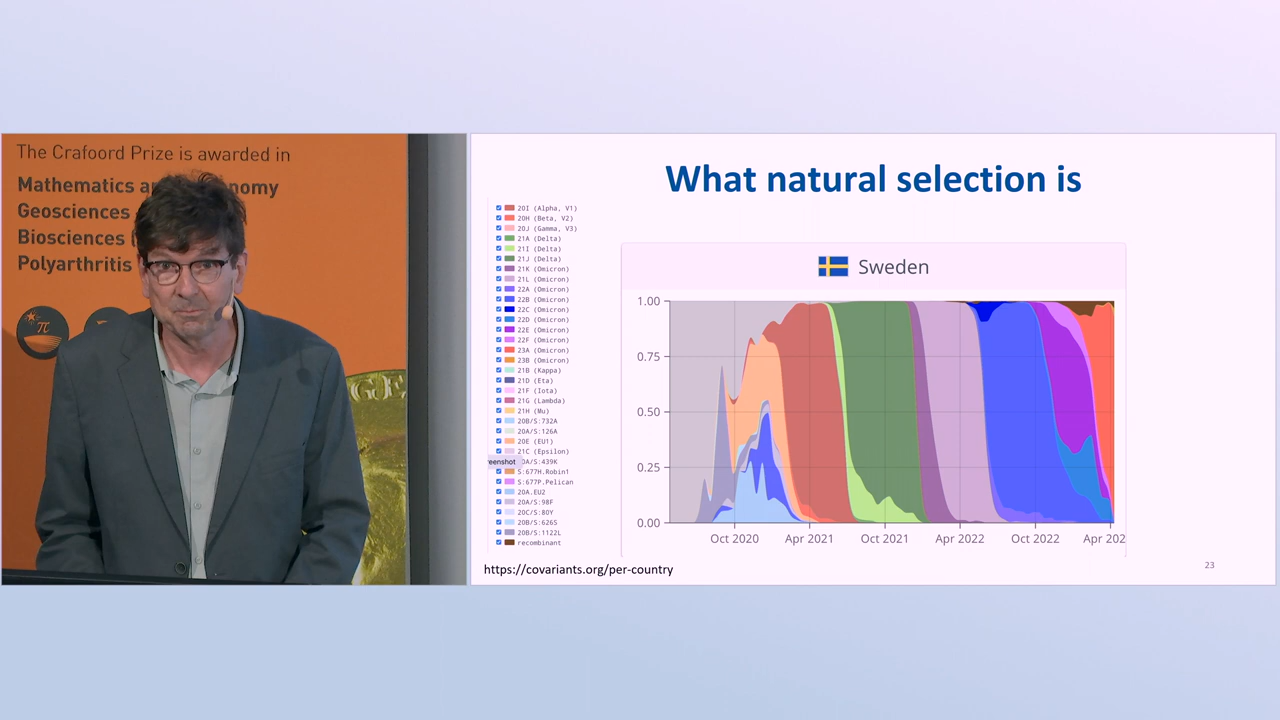 The Crafoord Prize is awarded in
Mathematics
Geosciences
Biosciences
Polyarthritis
π
What natural selection is
20I (Alpha, V1)
20H (Beta, V2)
20J (Gamma, V3)
21A (Delta)
21I (Delta)
21J (Delta)
21K (Omicron)
21L (Omicron)
22A (Omicron)
22B (Omicron)
22C (Omicron)
22D (Omicron)
22E (Omicron)
22F (Omicron)
23A (Omicron)
23B (Omicron)
21B (Kappa)
21D (Eta)
21F (Iota)
21G (Lambda)
21H (Mu)
20B/S:732A
20A/S:126A
20E (EU1)
21C (Epsilon)
eenshot 0A/S:439K
S:677H.Robin1
S:677P.Pelican
20A.EU2
20A/S:98F
20C/S:80Y
20B/S:626S
20B/S:1122L
recombinant
Sweden
1.00
0.75
0.50
0.25
0.00
Oct 2020 Apr 2021 Oct 2021 Apr 2022 Oct 2022 Apr 202
https://covariants.org/per-country
23